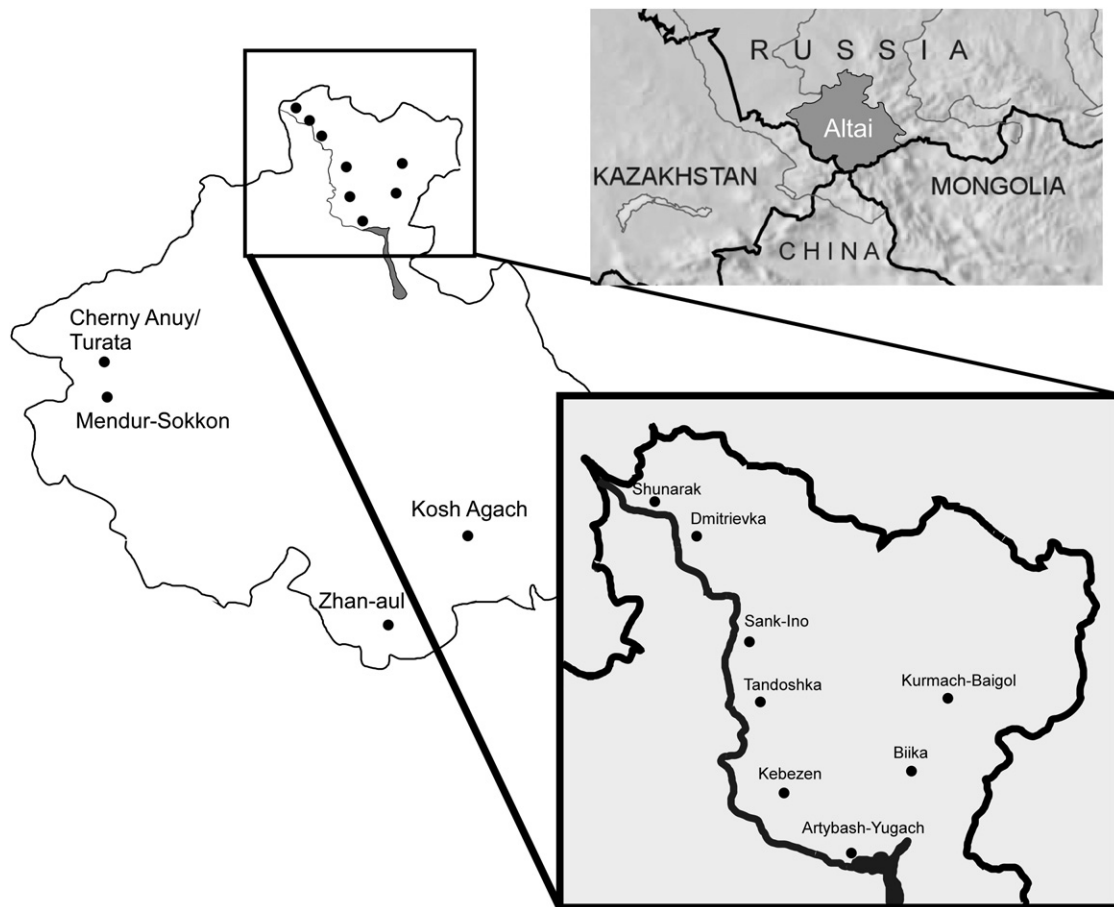 R U S S I A
Altai
KAZAKHSTAN
MONGOLIA
CHINA
Cherny Anuy/
Turata
Mendur-Sokkon
Kosh Agach
Zhan-aul
Shunarak
Dmitrievka
Sank-Ino
Tandoshka
Kurmach-Baigol
Biika
Kebezen
Artybash-Yugach